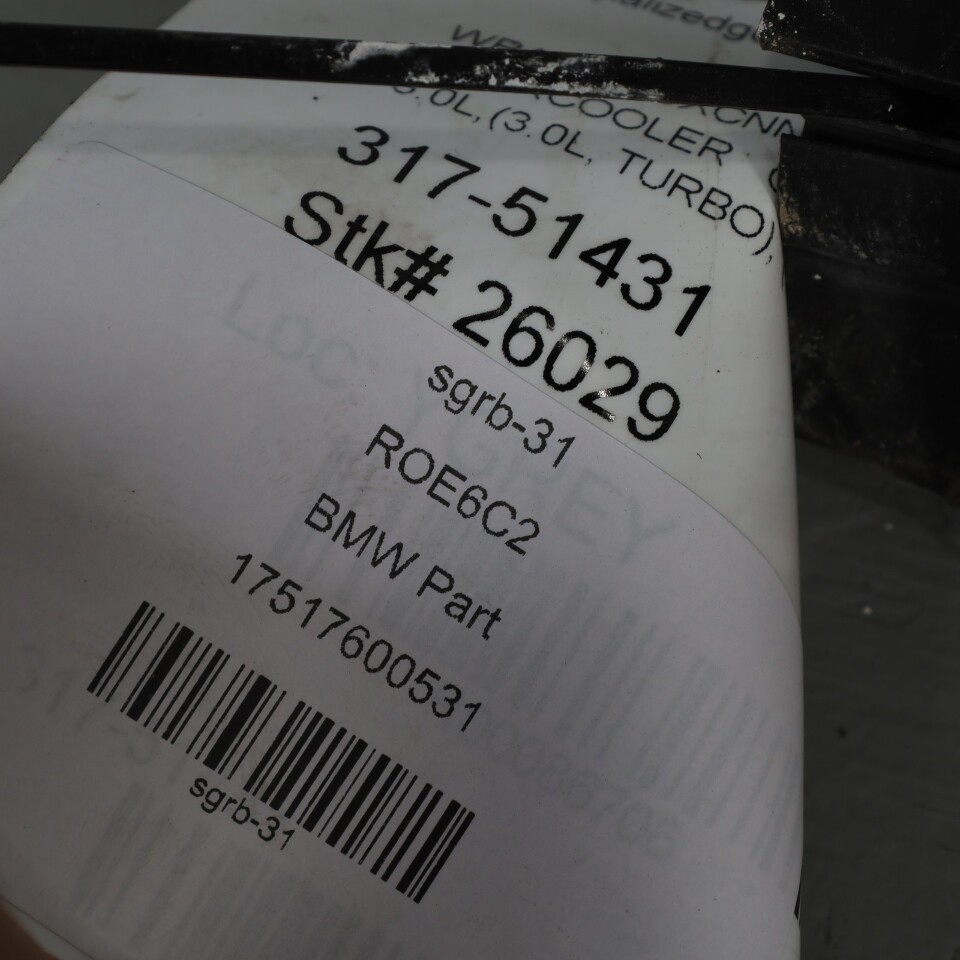 COOLER
3.0L,(3.0L, TURBO),
317-51431
Stk# 26029
sgrb-31
ROE6C2
BMW Part
17517600531
sgrb-31